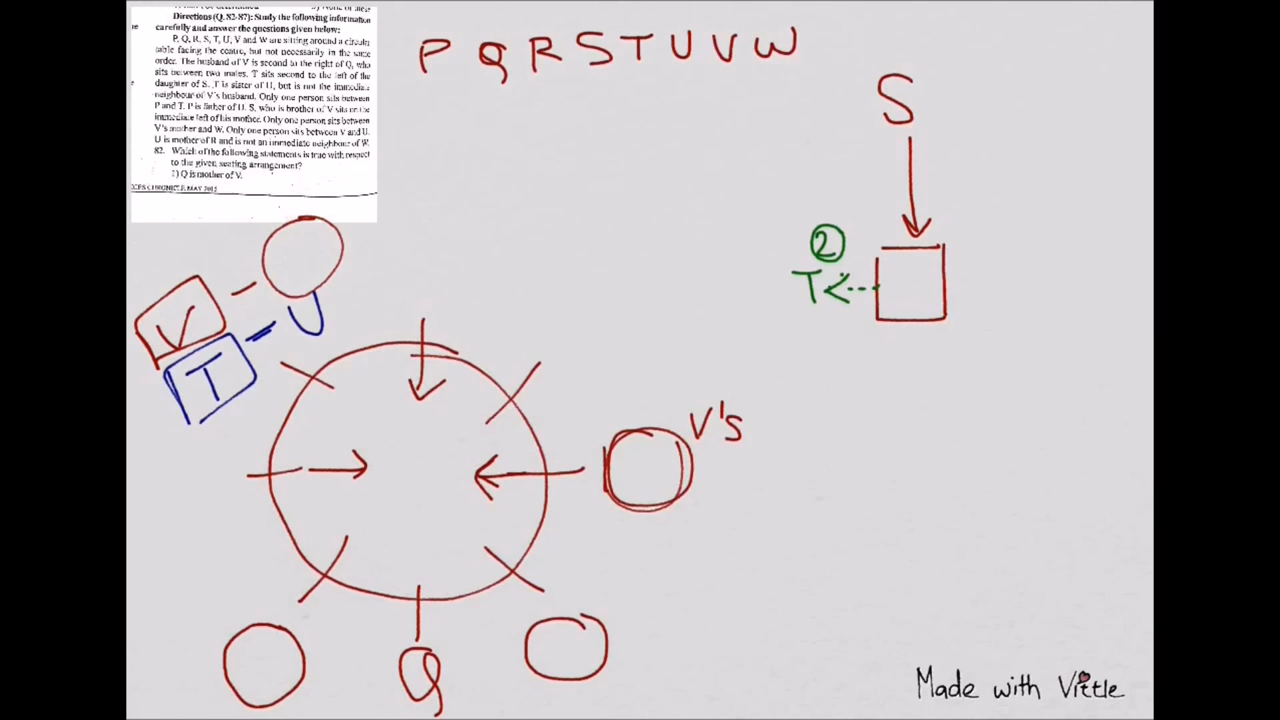 Directions (Q. 82-87): Study the following information
carefully and answer the questions given below:
P, Q, R, S, T, U, V and W are sitting around a circular
table facing the centre, but not necessarily in the same
order. The husband of V is second to the right of Q, who
sits between two males. T sits second to the left of the
daughter of S. T is sister of U, but is not the immediate
neighbour of V's husband. Only one person sits between
P and T. P is father of U. S, who is brother of V sits on the
immediate left of his mother. Only one person sits between
V's mother and W. Only one person sits between V and U.
U is mother of R and is not an immediate neighbour of W.
82. Which of the following statements is true with respect
to the given seating arrangement?
1) Q is mother of V.
P Q R S T U V W
S
2
T
V
U
T
V's
Q
Made with Vittle